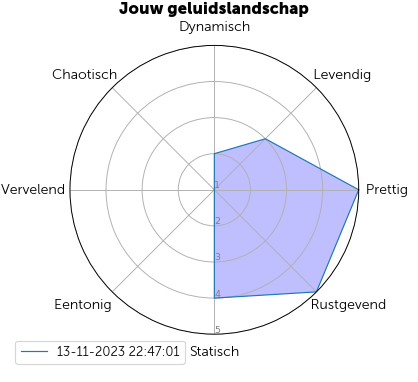 Jouw geluidslandschap
Dynamisch
Chaotisch
Levendig
Vervelend
1
Prettig
2
3
4
Eentonig
Rustgevend
5
13-11-2023 22:47:01
Statisch